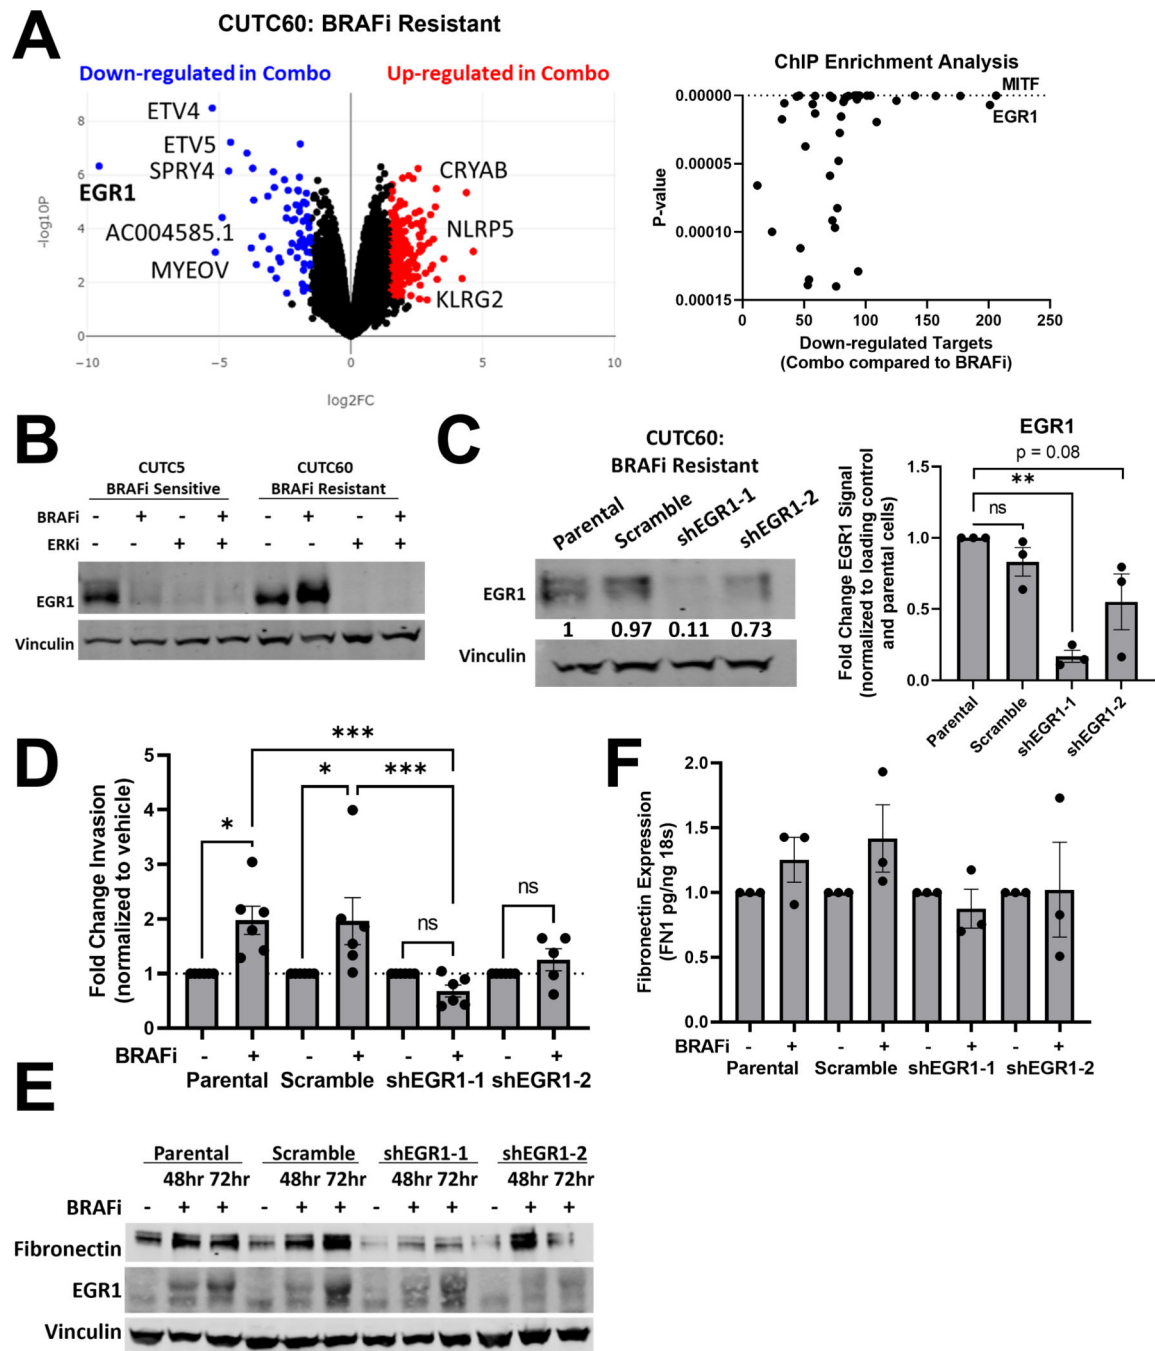 A
CUTC60: BRAFi Resistant
Down-regulated in Combo
Up-regulated in Combo
ETV4
ETV5
SPRY4
EGR1
AC004585.1
MYEOV
CRYAB
NLRP5
KLRG2
-log10P
8
6
4
2
0
−10
−5
0
5
10
log2FC
ChIP Enrichment Analysis
MITF
EGR1
P-value
0.00000
0.00005
0.00010
0.00015
0
50
100
150
200
250
Down-regulated Targets
(Combo compared to BRAFi)
B
CUTC5
BRAFi Sensitive
CUTC60
BRAFi Resistant
BRAFi - + - + - + - +
ERKi - - + + - - + +
EGR1
Vinculin
C
CUTC60:
BRAFi Resistant
Parental
Scramble
shEGR1-1
shEGR1-2
EGR1
1 0.97 0.11 0.73
Vinculin
EGR1
p = 0.08
**
ns
Fold Change EGR1 Signal
(normalized to loading control
and parental cells)
1.5
1.0
0.5
0.0
Parental
Scramble
shEGR1-1
shEGR1-2
D
***
* ***
*
ns
ns
Fold Change Invasion
(normalized to vehicle)
5
4
3
2
1
0
BRAFi - + - + - + - +
Parental Scramble shEGR1-1 shEGR1-2
F
Fibronectin Expression
(FN1 pg/ng 18s)
2.0
1.5
1.0
0.5
0.0
BRAFi - + - + - + - +
Parental Scramble shEGR1-1 shEGR1-2
E
Parental Scramble shEGR1-1 shEGR1-2
48hr 72hr 48hr 72hr 48hr 72hr 48hr 72hr
BRAFi - + + - + + - + + - + +
Fibronectin
EGR1
Vinculin